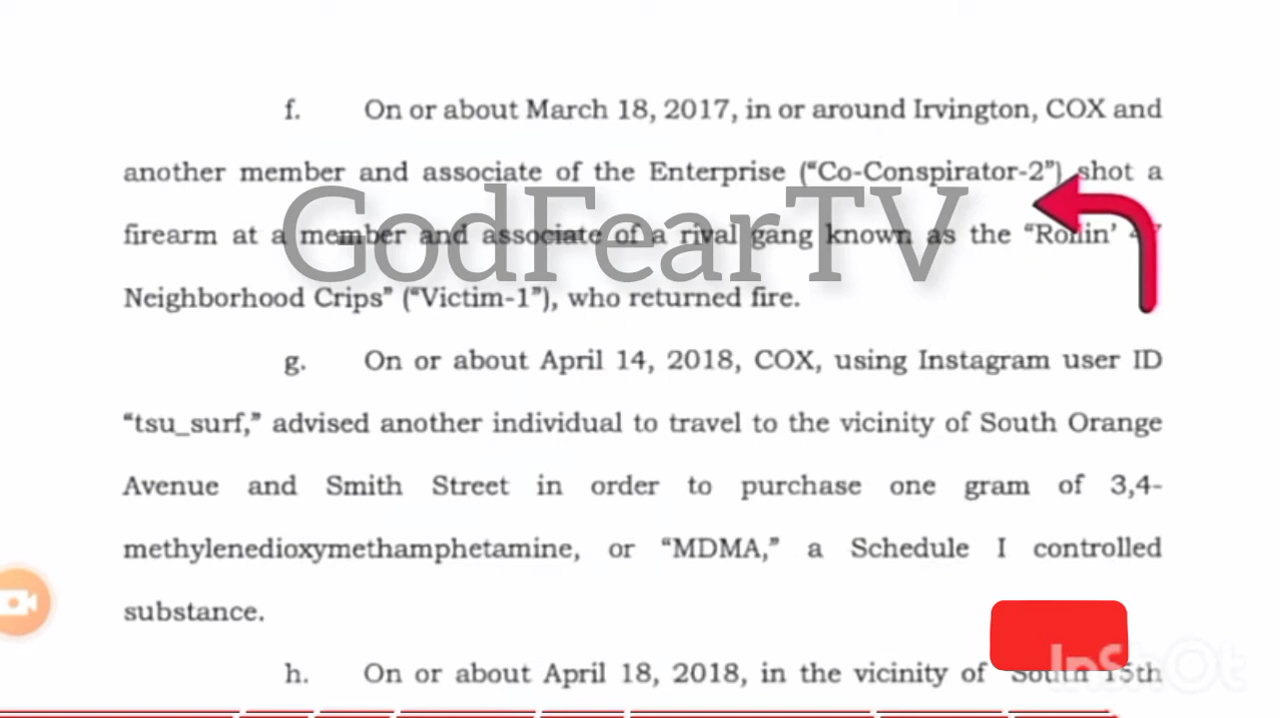 f. On or about March 18, 2017, in or around Irvington, COX and
another member and associate of the Enterprise (“Co-Conspirator-2”) shot a
GodFearTV
firearm at a member and associate of a rival gang known as the “Rollin’
Neighborhood Crips” (“Victim-1”), who returned fire.
g. On or about April 14, 2018, COX, using Instagram user ID
“tsu_surf,” advised another individual to travel to the vicinity of South Orange
Avenue and Smith Street in order to purchase one gram of 3,4-
methylenedioxymethamphetamine, or “MDMA,” a Schedule I controlled
substance.
h. On or about April 18, 2018, in the vicinity of South 15th
InShOt